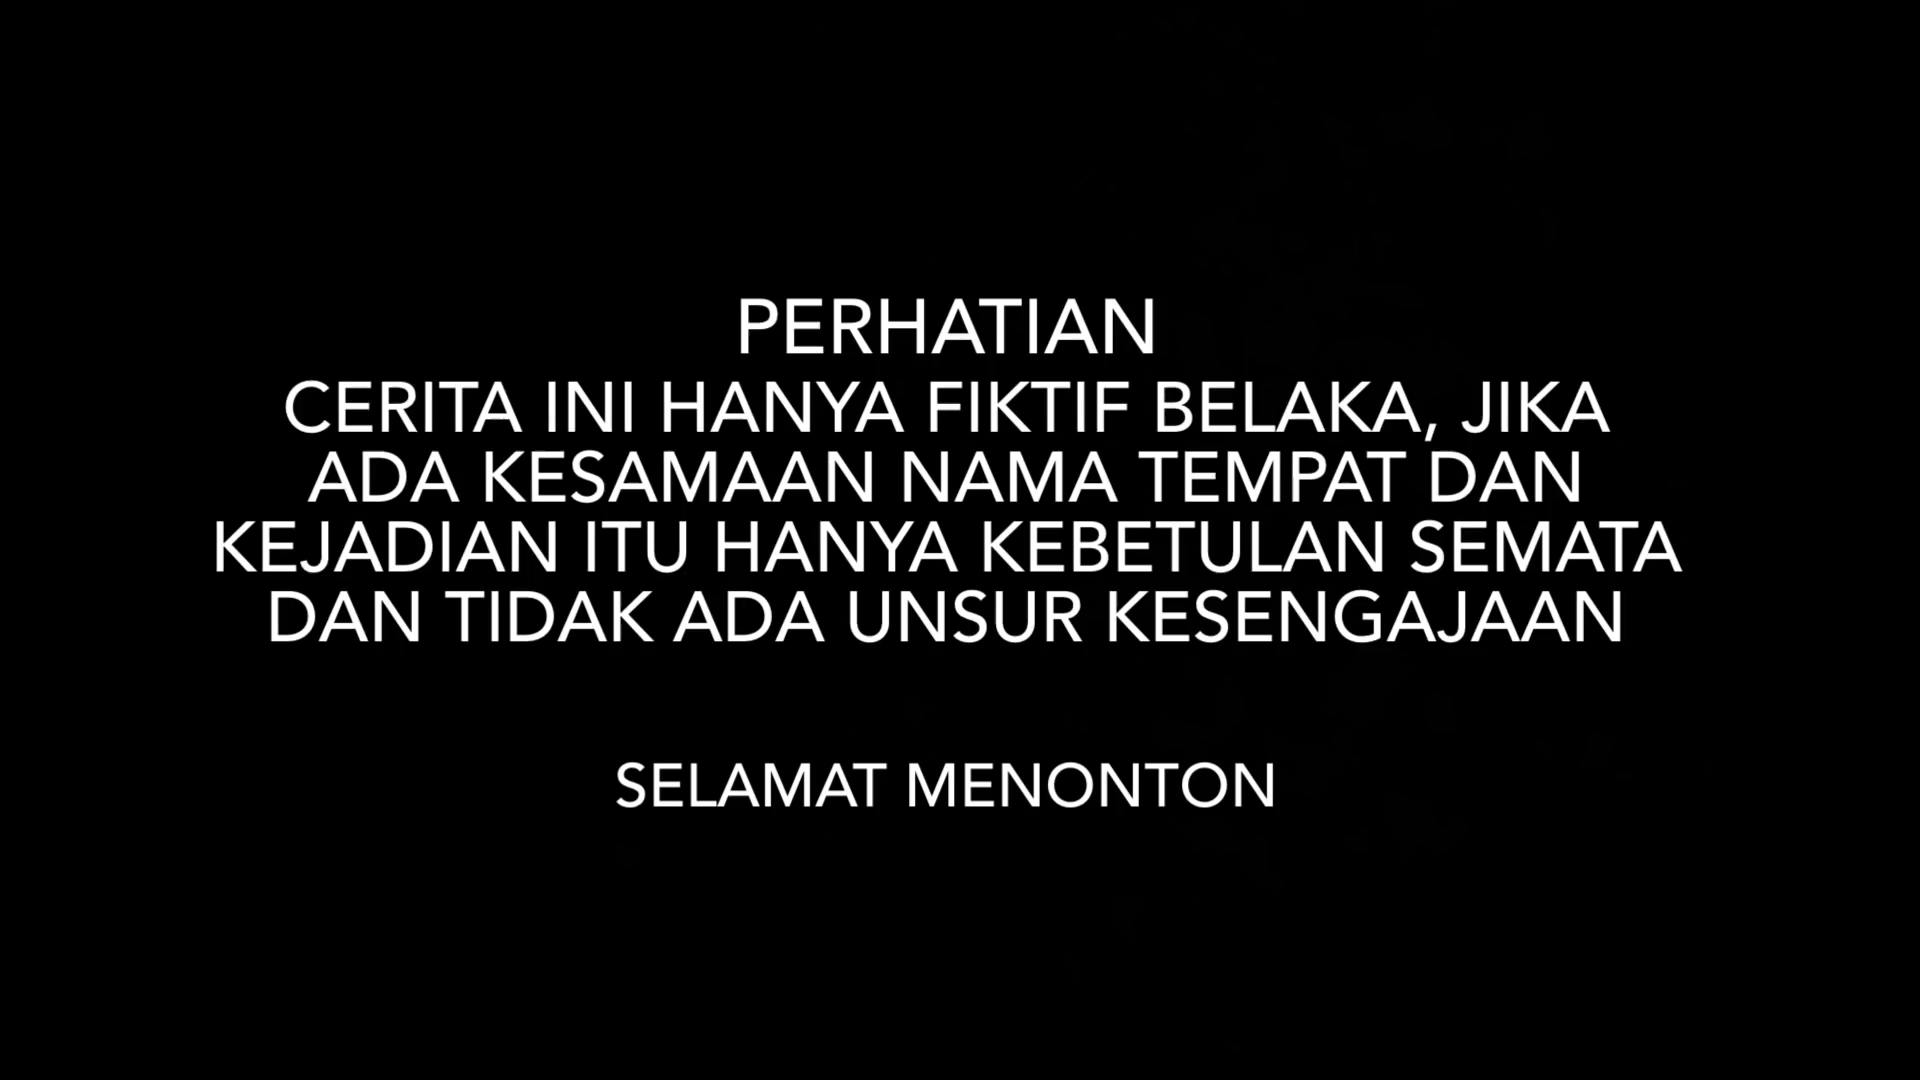 PERHATIAN
CERITA INI HANYA FIKTIF BELAKA, JIKA
ADA KESAMAAN NAMA TEMPAT DAN
KEJADIAN ITU HANYA KEBETULAN SEMATA
DAN TIDAK ADA UNSUR KESENGAJAAN
SELAMAT MENONTON